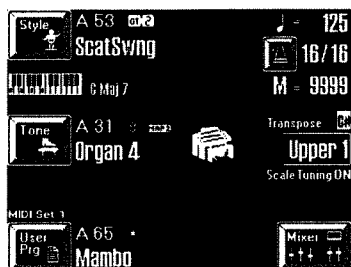 Style A 53
ScatSwng
♩ = 125
16/16
M = 9999
C Maj 7
Tone A 31
Organ 4
Transpose
Upper 1
Scale Tuning ON
MIDI Set 1
User Prg A 65
Mambo
Mixer